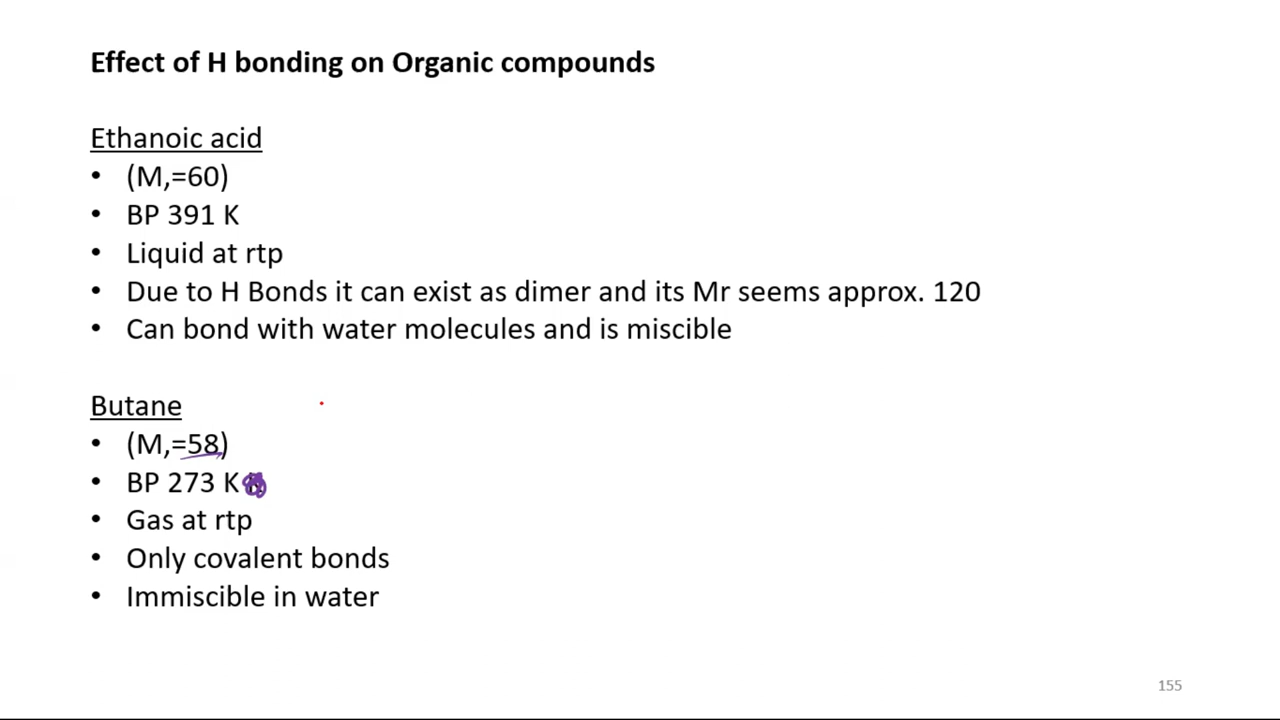 Effect of H bonding on Organic compounds
Ethanoic acid
• (M,=60)
• BP 391 K
• Liquid at rtp
• Due to H Bonds it can exist as dimer and its Mr seems approx. 120
• Can bond with water molecules and is miscible
Butane
• (M,=58)
• BP 273 K
• Gas at rtp
• Only covalent bonds
• Immiscible in water
155